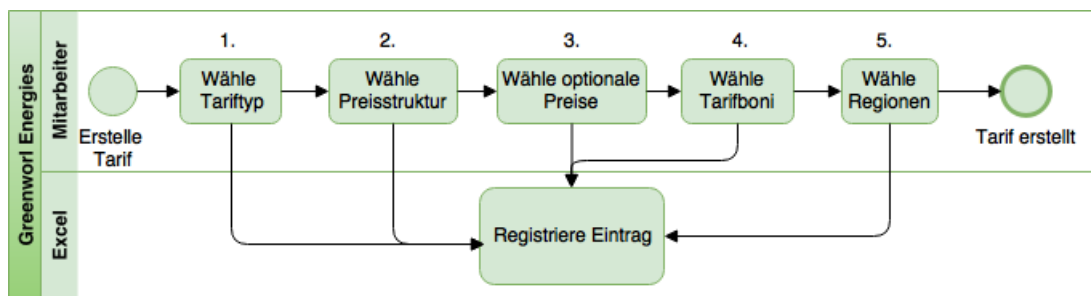 Greenworl Energies
Mitarbeiter
Excel
1.
2.
3.
4.
5.
Erstelle
Tarif
Wähle
Tariftyp
Wähle
Preisstruktur
Wähle optionale
Preise
Wähle
Tarifboni
Wähle
Regionen
Tarif erstellt
Registriere Eintrag